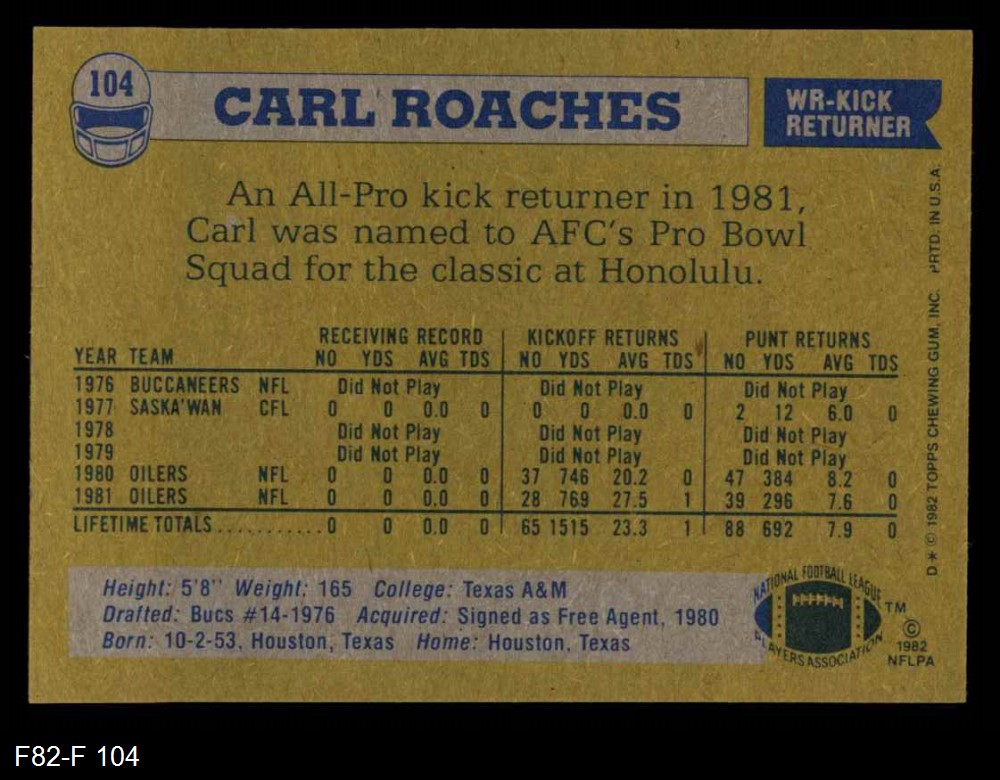 104
CARL ROACHES
WR-KICK
RETURNER
An All-Pro kick returner in 1981,
Carl was named to AFC's Pro Bowl
Squad for the classic at Honolulu.
RECEIVING RECORD KICKOFF RETURNS PUNT RETURNS
YEAR TEAM NO YDS AVG TDS NO YDS AVG TDS NO YDS AVG TDS
1976 BUCCANEERS NFL Did Not Play Did Not Play Did Not Play
1977 SASKA'WAN CFL 0 0 0.0 0 0 0 0.0 0 2 12 6.0 0
1978 Did Not Play Did Not Play Did Not Play
1979 Did Not Play Did Not Play Did Not Play
1980 OILERS NFL 0 0 0.0 0 37 746 20.2 0 47 384 8.2 0
1981 OILERS NFL 0 0 0.0 0 28 769 27.5 1 39 296 7.6 0
LIFETIME TOTALS...........0 0 0.0 0 65 1515 23.3 1 88 692 7.9 0
Height: 5'8" Weight: 165 College: Texas A&M
Drafted: Bucs #14-1976 Acquired: Signed as Free Agent, 1980
Born: 10-2-53, Houston, Texas Home: Houston, Texas
NATIONAL FOOTBALL LEAGUE
PLAYERS ASSOCIATION
TM
©
1982
NFLPA
D * © 1982 TOPPS CHEWING GUM, INC. PRTD. IN U.S.A.
F82-F 104